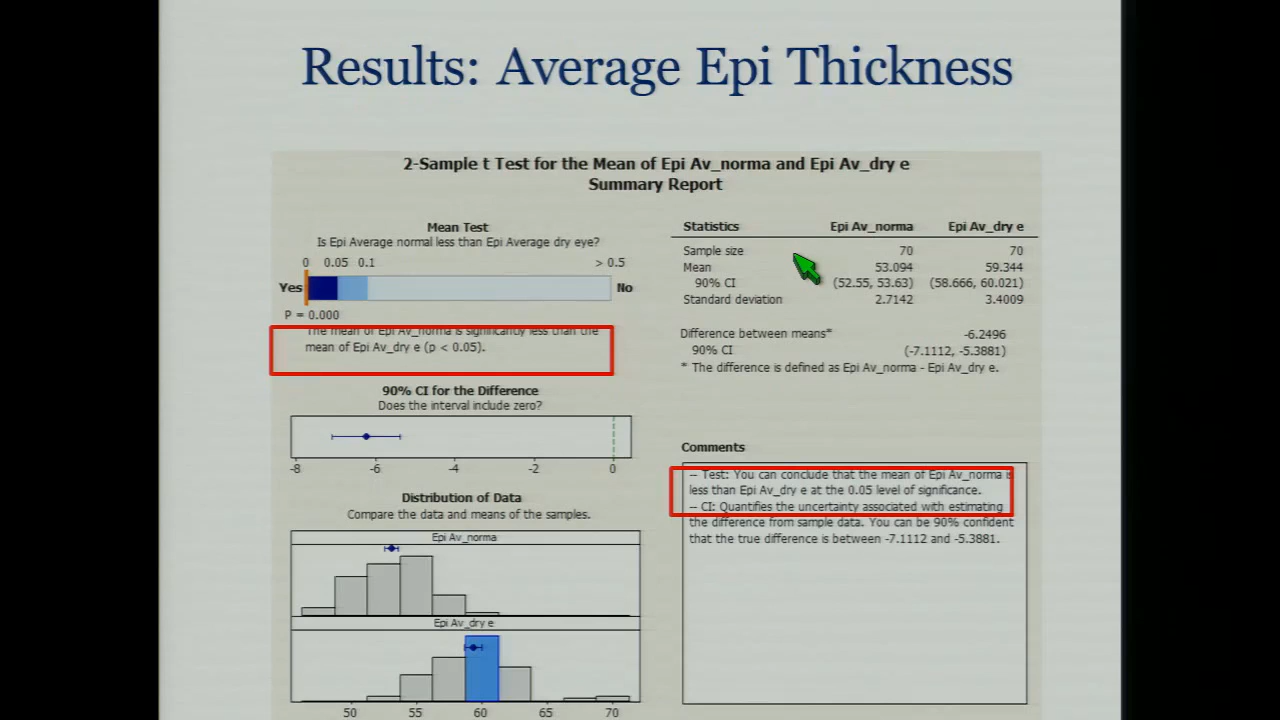 Results: Average Epi Thickness
2-Sample t Test for the Mean of Epi Av_norma and Epi Av_dry e
Summary Report
Mean Test
Is Epi Average normal less than Epi Average dry eye?
0 0.05 0.1 > 0.5
Yes No
P = 0.000
The mean of Epi Av_norma is significantly less than the
mean of Epi Av_dry e (p < 0.05).
90% CI for the Difference
Does the interval include zero?
-8 -6 -4 -2 0
Distribution of Data
Compare the data and means of the samples.
Epi Av_norma
Epi Av_dry e
50 55 60 65 70
Statistics Epi Av_norma Epi Av_dry e
Sample size 70 70
Mean 53.094 59.344
90% CI (52.55, 53.63) (58.666, 60.021)
Standard deviation 2.7142 3.4009
Difference between means* -6.2496
90% CI (-7.1112, -5.3881)
* The difference is defined as Epi Av_norma - Epi Av_dry e.
Comments
-- Test: You can conclude that the mean of Epi Av_norma is
less than Epi Av_dry e at the 0.05 level of significance.
-- CI: Quantifies the uncertainty associated with estimating
the difference from sample data. You can be 90% confident
that the true difference is between -7.1112 and -5.3881.